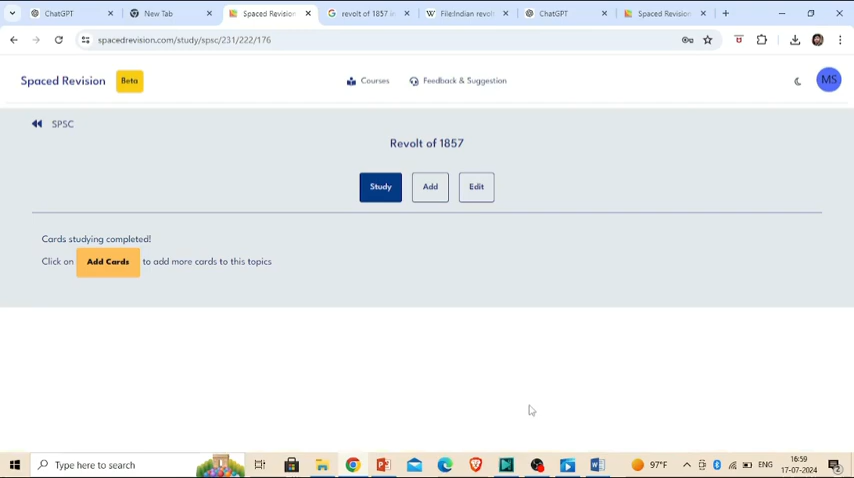 ChatGPT
New Tab
Spaced Revision
revolt of 1857 i
File:Indian revol
ChatGPT
Spaced Revision
spacedrevision.com/study/spsc/231/222/176
Spaced Revision
Beta
Courses
Feedback & Suggestion
MS
SPSC
Revolt of 1857
Study
Add
Edit
Cards studying completed!
Click on Add Cards to add more cards to this topics
Type here to search
97°F
ENG
16:59
17-07-2024
2